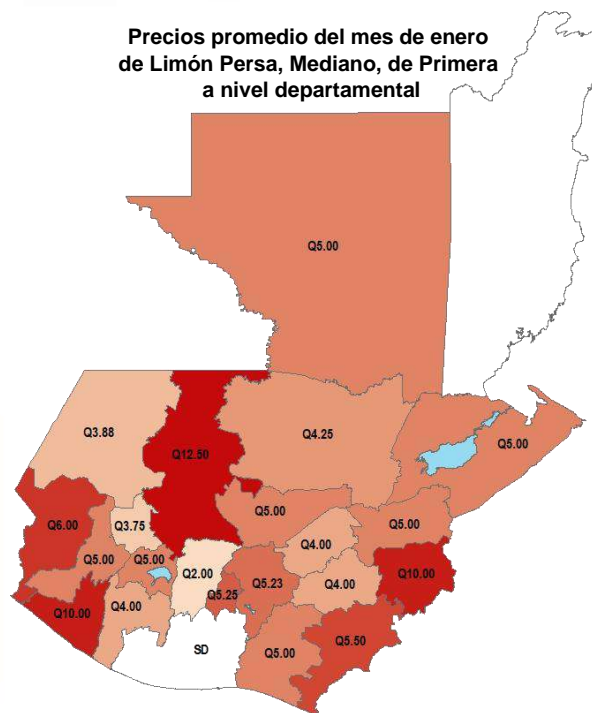 Precios promedio del mes de enero
de Limón Persa, Mediano, de Primera
a nivel departamental
Q5.00
Q3.88
Q4.25
Q12.50
Q5.00
Q5.00
Q6.00
Q3.75
Q5.00
Q4.00
Q5.00
Q5.00
Q2.00
Q5.23
Q4.00
Q10.00
Q10.00
Q4.00
Q5.25
Q5.50
SD
Q5.00